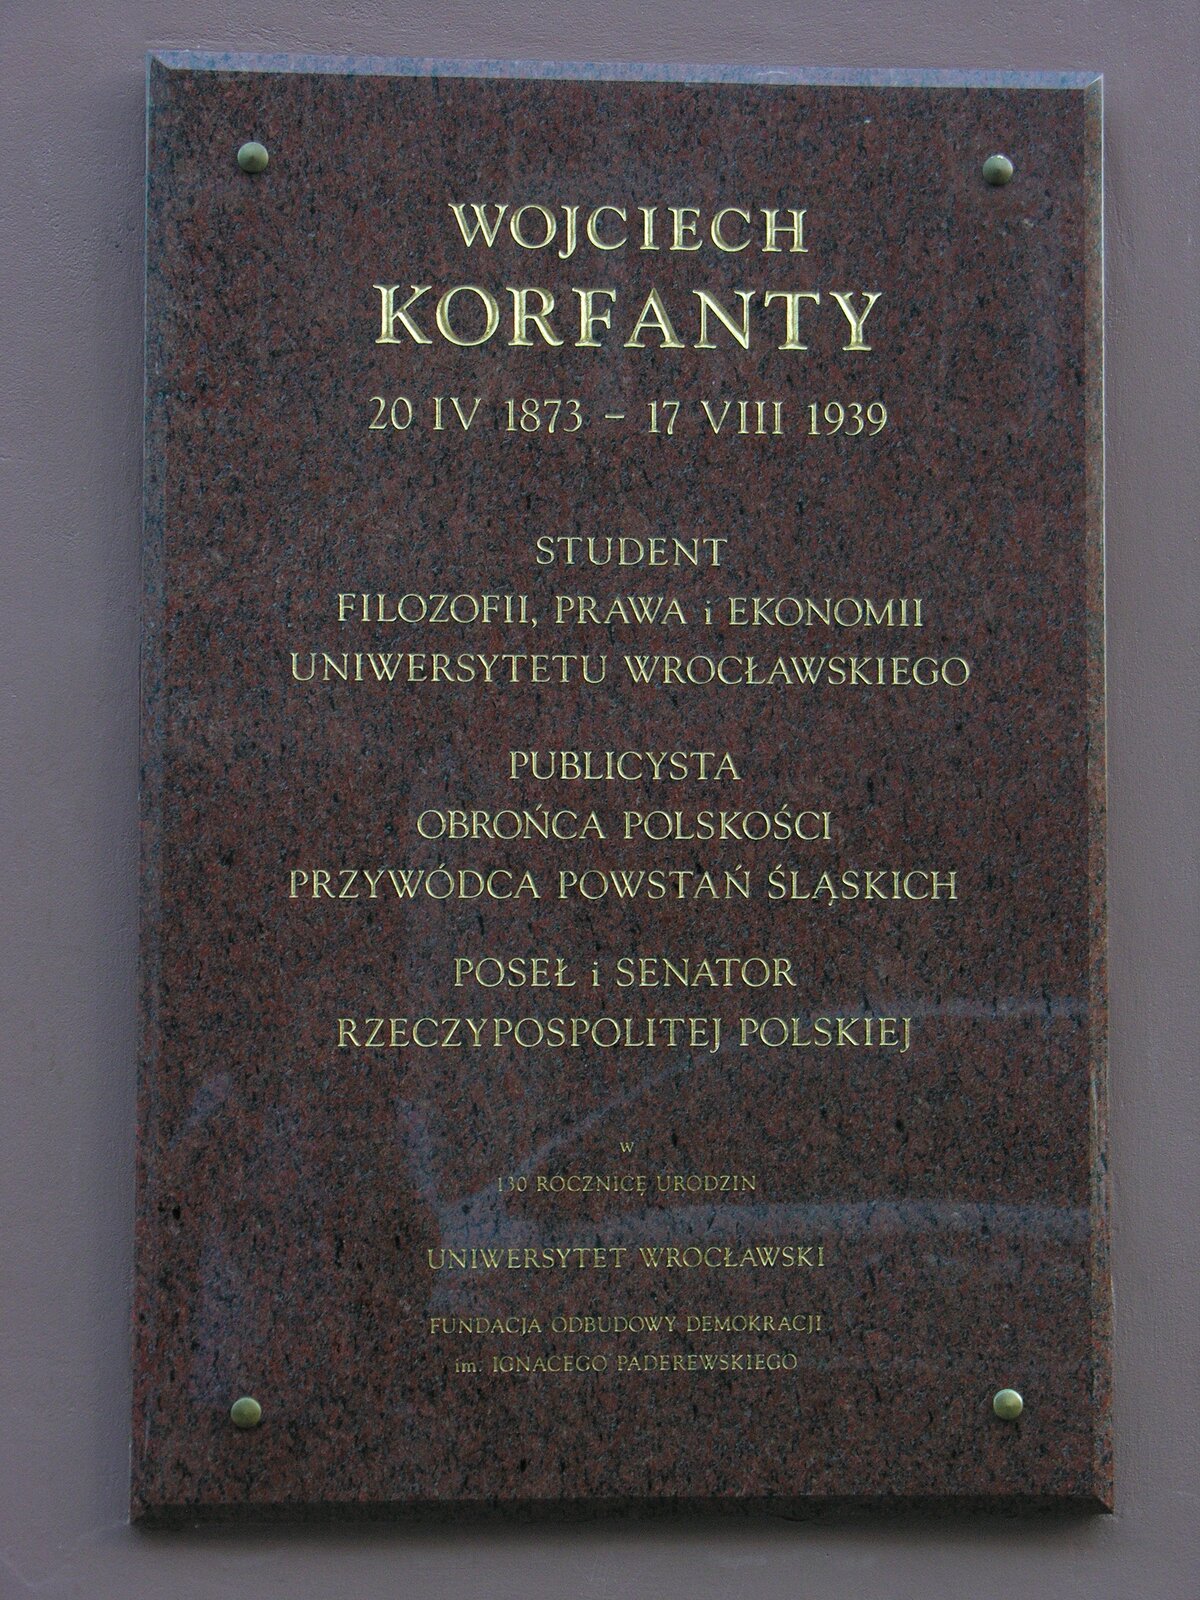 WOJCIECH
KORFANTY
20 IV 1873 – 17 VIII 1939
STUDENT
FILOZOFII, PRAWA i EKONOMII
UNIWERSYTETU WROCŁAWSKIEGO
PUBLICYSTA
OBROŃCA POLSKOŚCI
PRZYWÓDCA POWSTAŃ ŚLĄSKICH
POSEŁ i SENATOR
RZECZYPOSPOLITEJ POLSKIEJ
W
130 ROCZNICĘ URODZIN
UNIWERSYTET WROCŁAWSKI
FUNDACJA ODBUDOWY DEMOKRACJI
im. IGNACEGO PADEREWSKIEGO